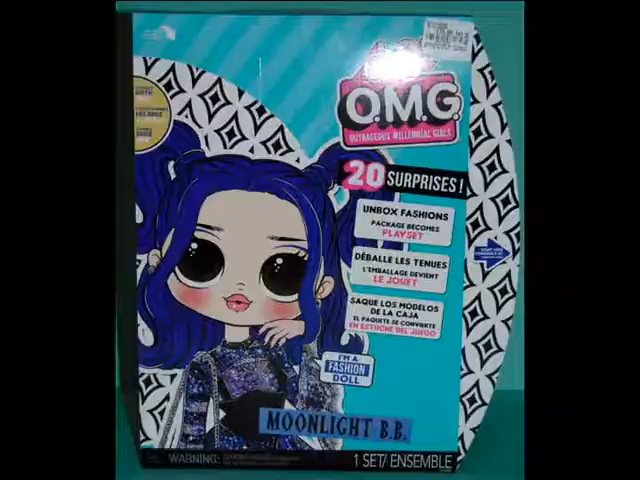 O.M.G.
OUTRAGEOUS MILLENNIAL GIRLS
20 SURPRISES!
UNBOX FASHIONS
PACKAGE BECOMES
PLAYSET
DÉBALLE LES TENUES
L'EMBALLAGE DEVIENT
LE JOUET
SAQUE LOS MODELOS
DE LA CAJA
EL PAQUETE SE CONVIERTE
EN ESTUCHE DEL JUEGO
I'M A
FASHION
DOLL
MOONLIGHT B.B.
WARNING:
1 SET/ ENSEMBLE